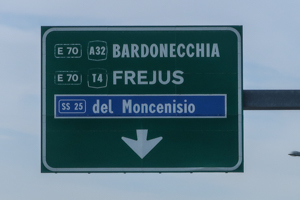 E 70 A32 BARDONECCHIA
E 70 T4 FREJUS
SS 25 del Moncenisio